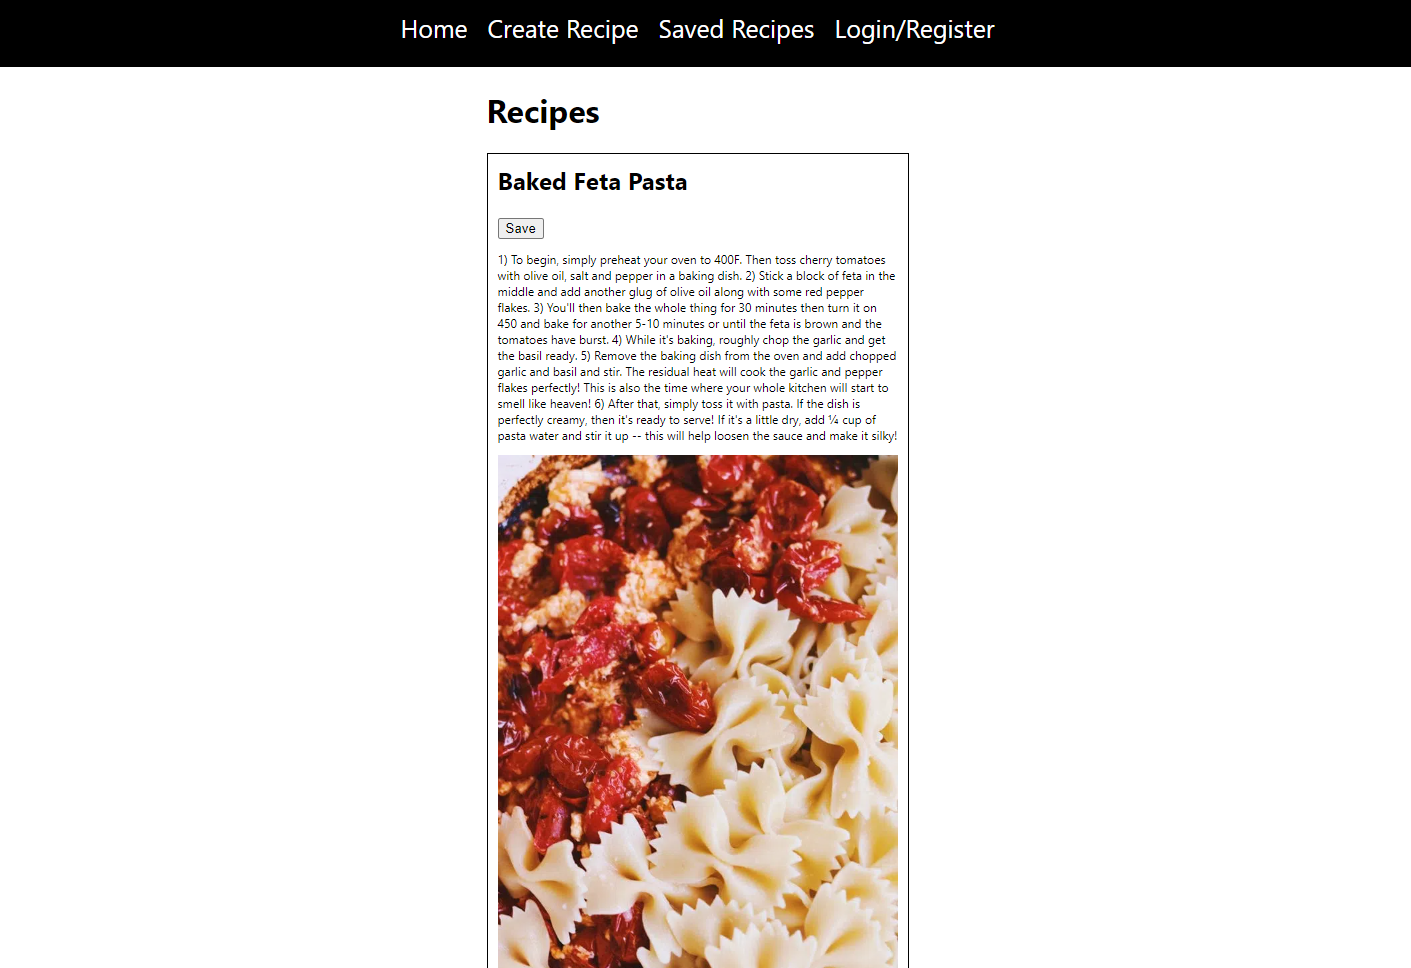 Home Create Recipe Saved Recipes Login/Register
Recipes
Baked Feta Pasta
Save
1) To begin, simply preheat your oven to 400F. Then toss cherry tomatoes
with olive oil, salt and pepper in a baking dish. 2) Stick a block of feta in the
middle and add another glug of olive oil along with some red pepper
flakes. 3) You'll then bake the whole thing for 30 minutes then turn it on
450 and bake for another 5-10 minutes or until the feta is brown and the
tomatoes have burst. 4) While it's baking, roughly chop the garlic and get
the basil ready. 5) Remove the baking dish from the oven and add chopped
garlic and basil and stir. The residual heat will cook the garlic and pepper
flakes perfectly! This is also the time where your whole kitchen will start to
smell like heaven! 6) After that, simply toss it with pasta. If the dish is
perfectly creamy, then it's ready to serve! If it's a little dry, add ¼ cup of
pasta water and stir it up -- this will help loosen the sauce and make it silky!